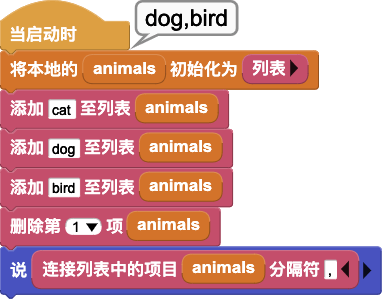 dog,bird
当启动时
将本地的 animals 初始化为 列表
添加 cat 至列表 animals
添加 dog 至列表 animals
添加 bird 至列表 animals
删除第 1 项 animals
说 连接列表中的项目 animals 分隔符 ,